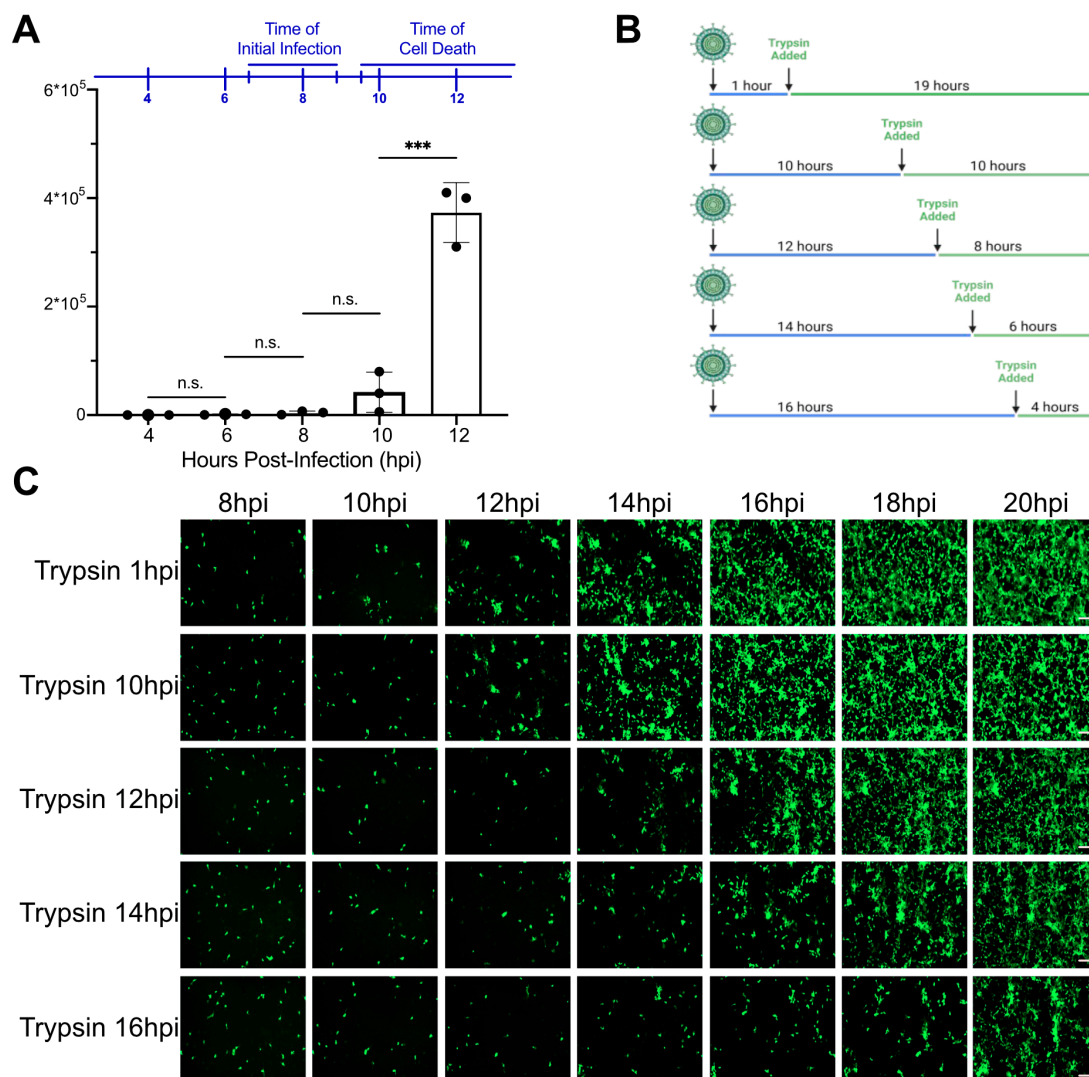 A
Time of
Initial Infection
Time of
Cell Death
4
6
8
10
12
6*10⁵
4*10⁵
2*10⁵
0
n.s.
n.s.
n.s.
***
4
6
8
10
12
Hours Post-Infection (hpi)
B
Trypsin
Added
1 hour
19 hours
Trypsin
Added
10 hours
10 hours
Trypsin
Added
12 hours
8 hours
Trypsin
Added
14 hours
6 hours
Trypsin
Added
16 hours
4 hours
C
8hpi
10hpi
12hpi
14hpi
16hpi
18hpi
20hpi
Trypsin 1hpi
Trypsin 10hpi
Trypsin 12hpi
Trypsin 14hpi
Trypsin 16hpi